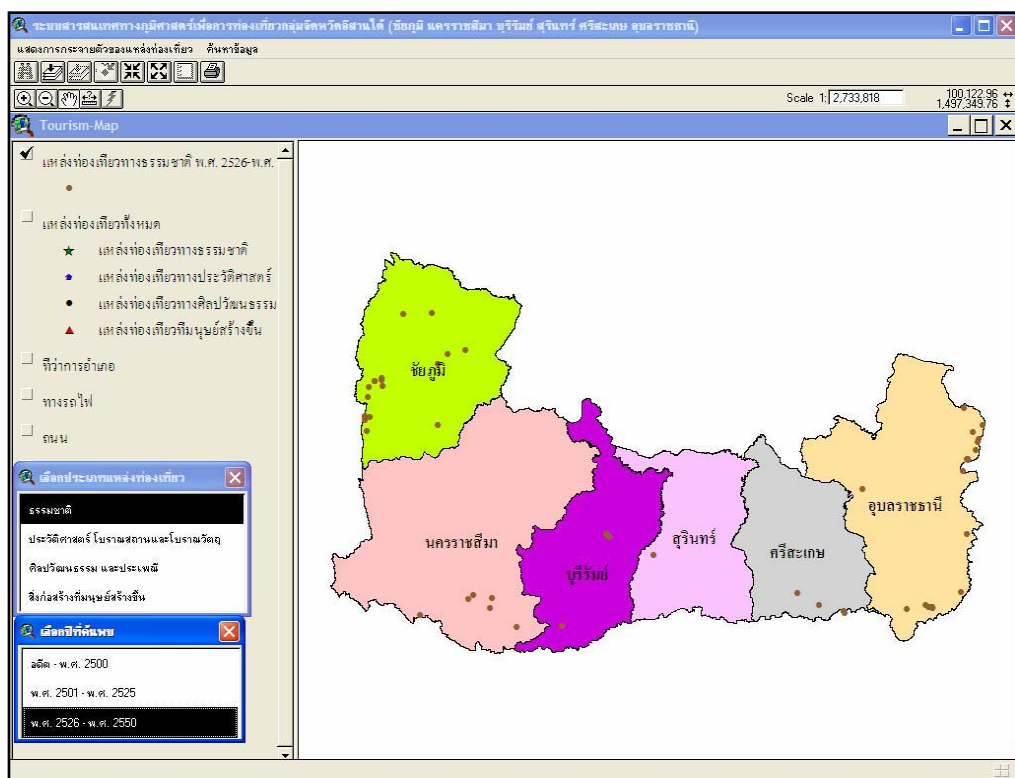 ระบบสารสนเทศทางภูมิศาสตร์เพื่อการท่องเที่ยวกลุ่มจังหวัดอีสานใต้ (ชัยภูมิ นครราชสีมา บุรีรัมย์ สุรินทร์ ศรีสะเกษ อุบลราชธานี)
แสดงการกระจายตัวของแหล่งท่องเที่ยว ค้นหาข้อมูล
Scale 1: 2,733,818
100,122.96
1,497,349.76
Tourism-Map
แหล่งท่องเที่ยวทางธรรมชาติ พ.ศ. 2526-พ.ศ.
แหล่งท่องเที่ยวทั้งหมด
แหล่งท่องเที่ยวทางธรรมชาติ
แหล่งท่องเที่ยวทางประวัติศาสตร์
แหล่งท่องเที่ยวทางศิลปวัฒนธรรม
แหล่งท่องเที่ยวที่มนุษย์สร้างขึ้น
ที่ว่าการอำเภอ
ทางรถไฟ
ถนน
เลือกประเภทแหล่งท่องเที่ยว
ธรรมชาติ
ประวัติศาสตร์ โบราณสถานและโบราณวัตถุ
ศิลปวัฒนธรรม และประเพณี
สิ่งก่อสร้างที่มนุษย์สร้างขึ้น
เลือกปีที่ค้นพบ
อดีต - พ.ศ. 2500
พ.ศ. 2501 - พ.ศ. 2525
พ.ศ. 2526 - พ.ศ. 2550
ชัยภูมิ
นครราชสีมา
บุรีรัมย์
สุรินทร์
ศรีสะเกษ
อุบลราชธานี